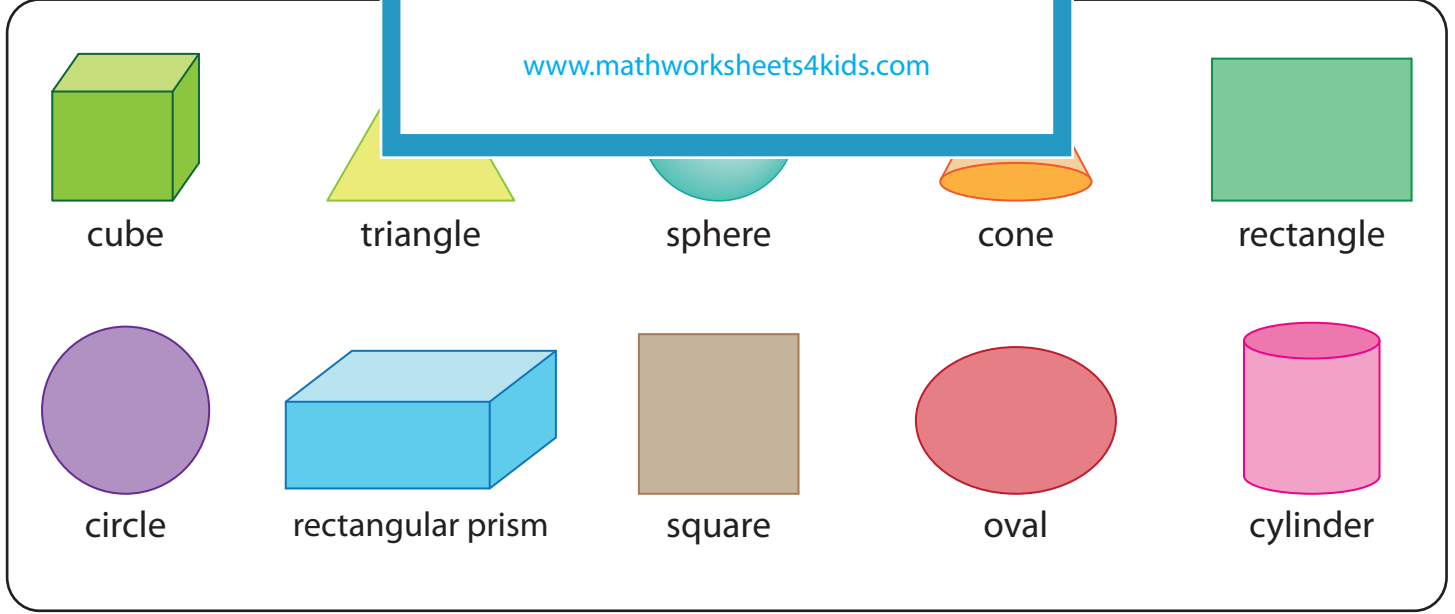 www.mathworksheets4kids.com
cube triangle sphere cone rectangle
circle rectangular prism square oval cylinder